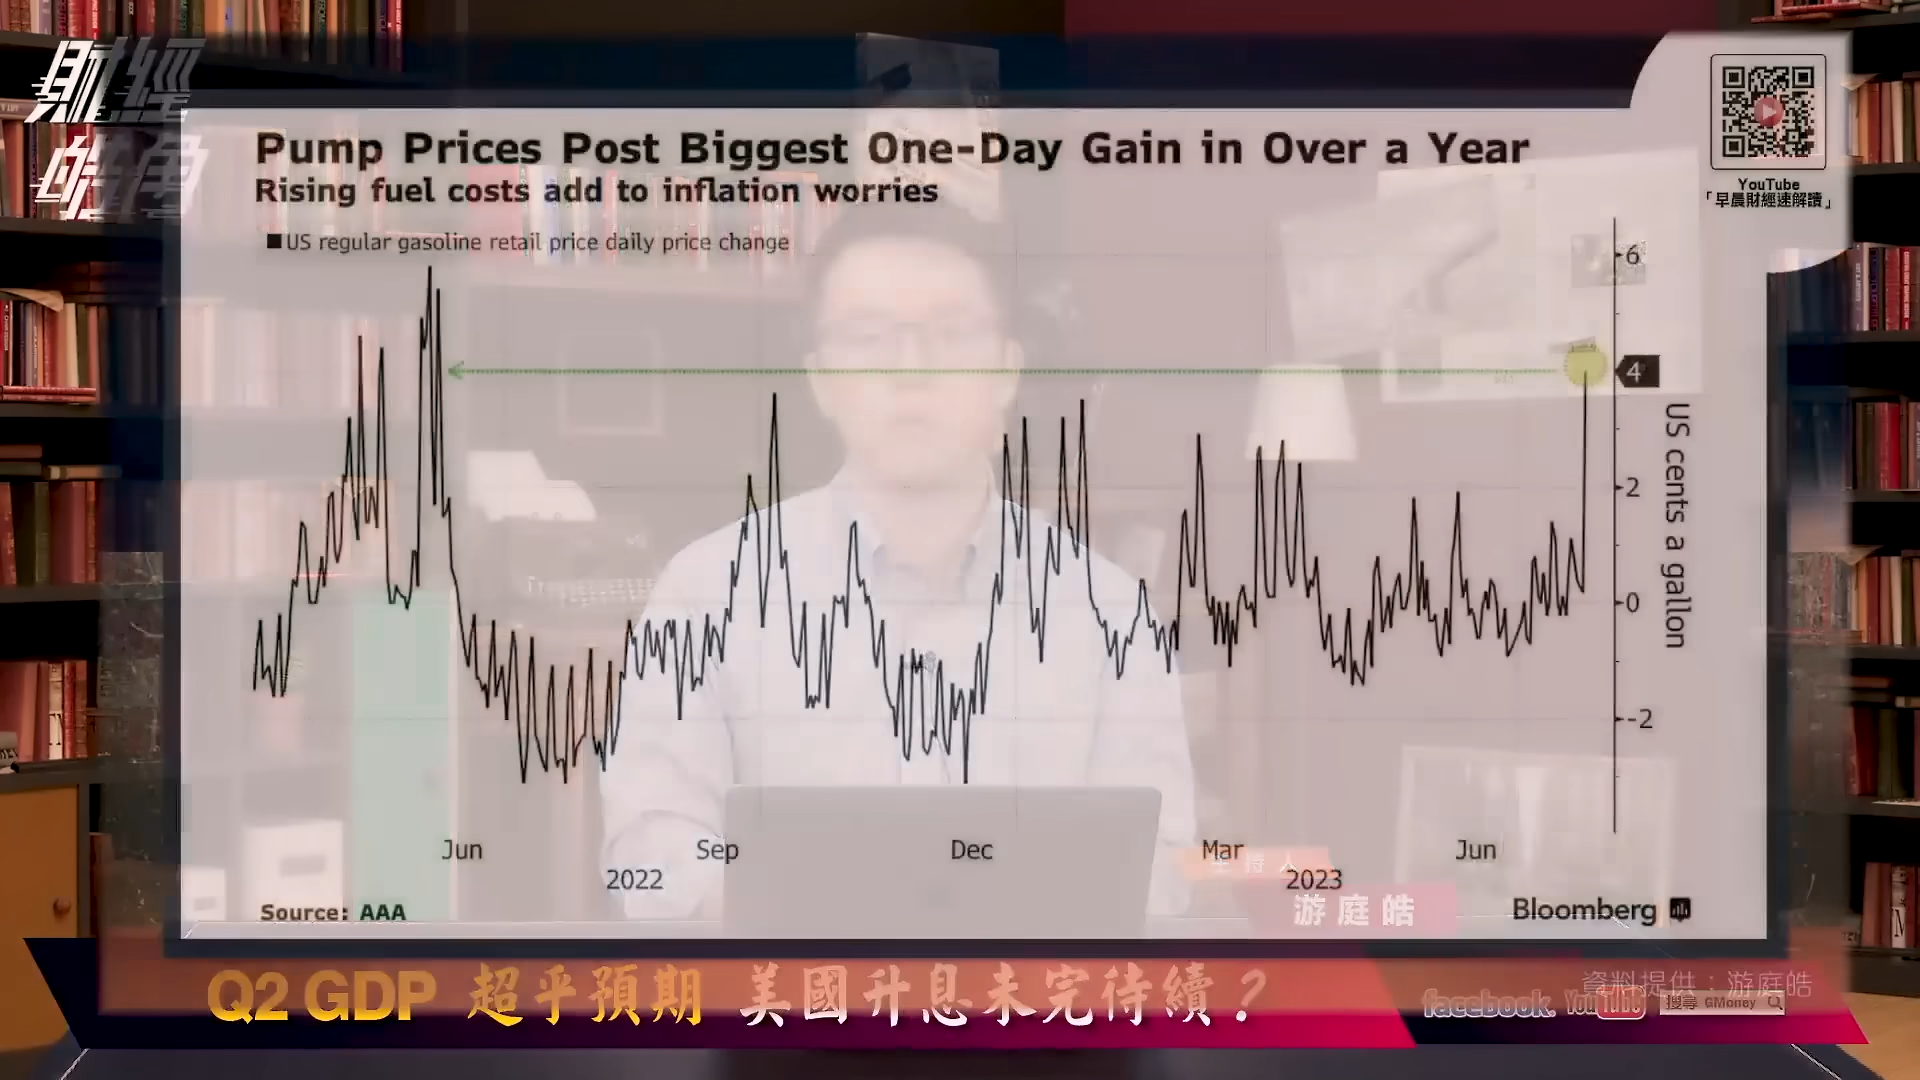 財經
皓角
Pump Prices Post Biggest One-Day Gain in Over a Year
Rising fuel costs add to inflation worries
US regular gasoline retail price daily price change
YouTube
「早晨財經速解讀」
6
4
2
0
-2
US cents a gallon
Jun
Sep
Dec
Mar
Jun
2022
2023
Source: AAA
Bloomberg
主持人
游庭皓
Q2 GDP 超乎預期 美國升息未完待續？
資料提供：游庭皓
facebook. YouTube 搜尋 GMoney